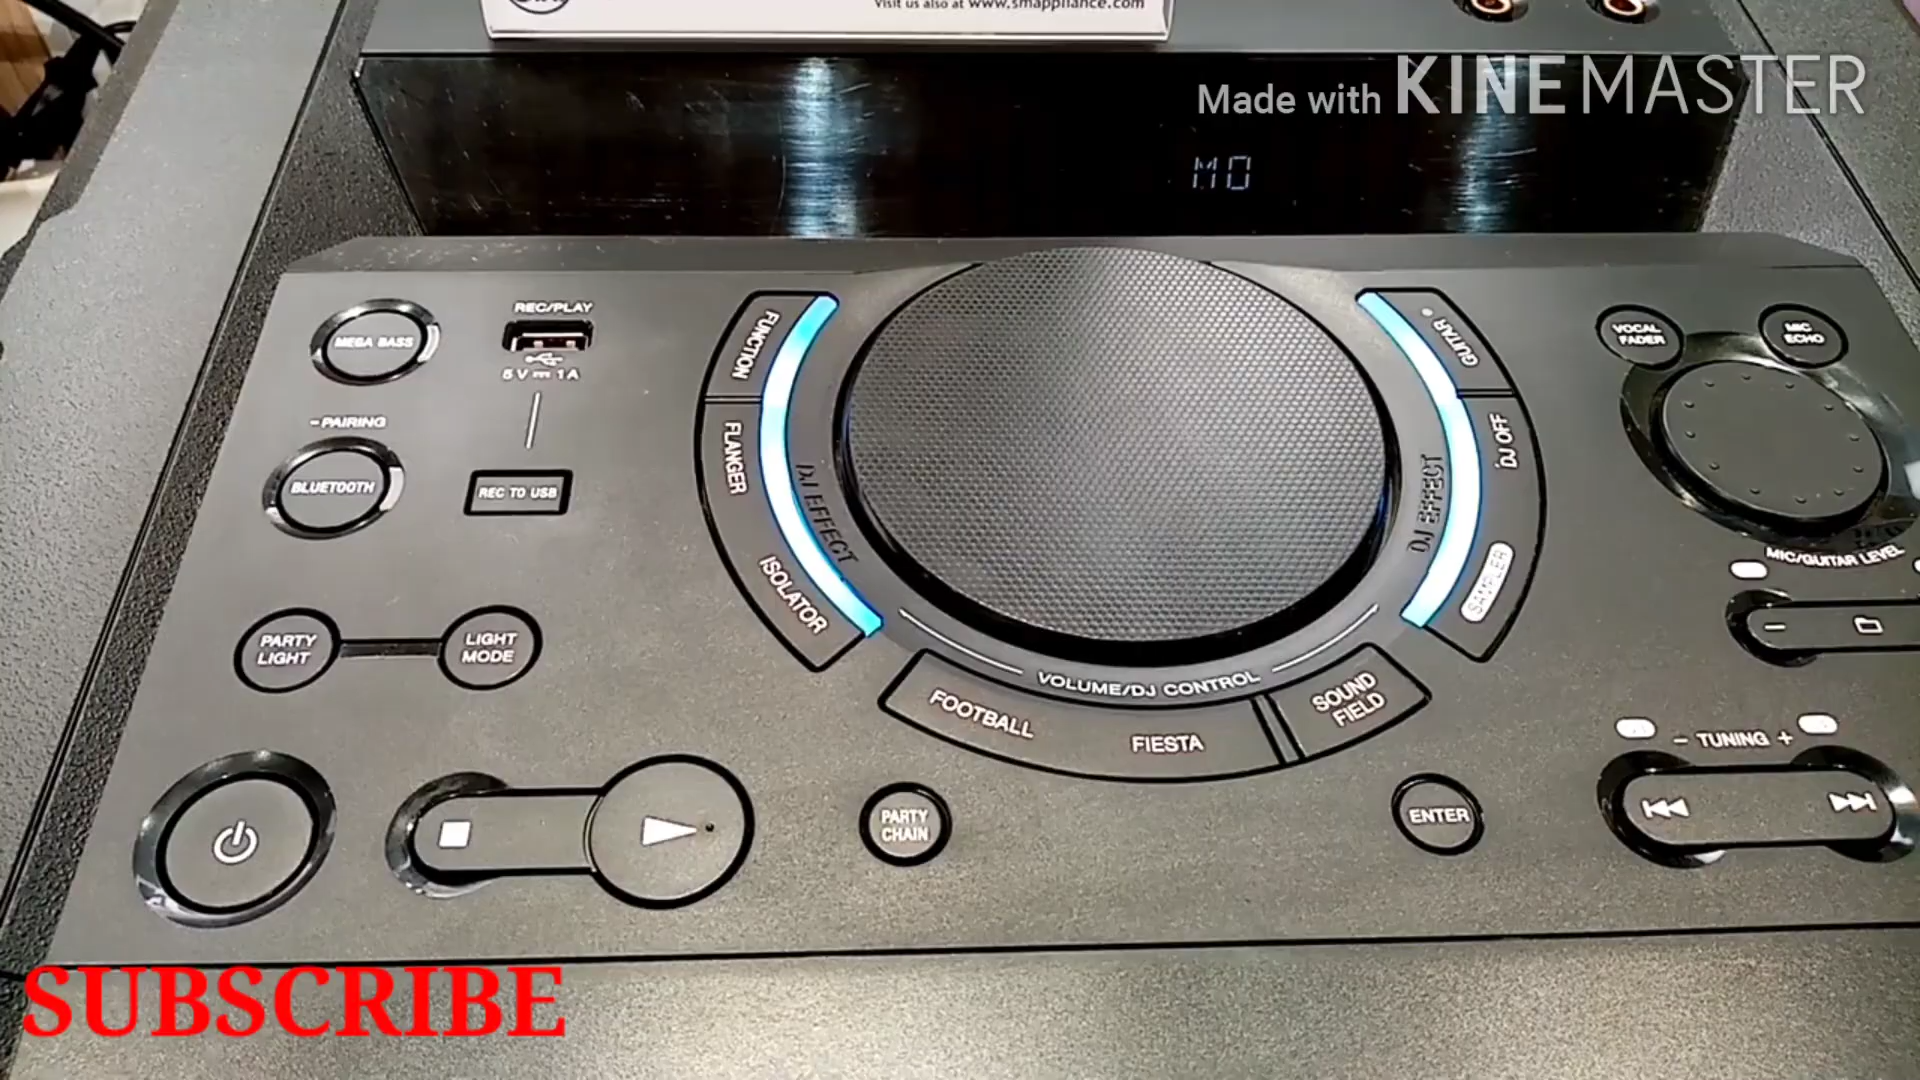 Visit us also at www.smappliance.com
Made with KINEMASTER
MO
REC/PLAY
5V 1A
MEGA BASS
PAIRING
BLUETOOTH
REC TO USB
PARTY
LIGHT
LIGHT
MODE
FUNCTION
FLANGER
ISOLATOR
DJ EFFECT
GUITAR
DJ OFF
SAMPLER
DJ EFFECT
VOCAL
FADER
MIC
ECHO
MIC/GUITAR LEVEL
VOLUME/DJ CONTROL
FOOTBALL
FIESTA
SOUND
FIELD
PARTY
CHAIN
ENTER
- TUNING +
SUBSCRIBE